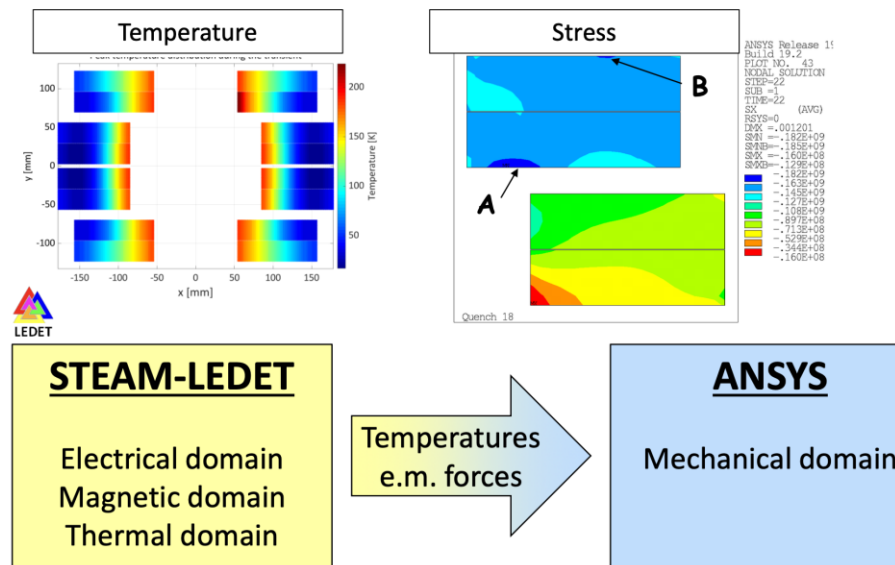 Temperature
Stress
Peak temperature distribution during the transient
100
50
0
-50
-100
y [mm]
-150
-100
-50
0
50
100
150
x [mm]
200
150
100
50
Temperature [K]
LEDET
B
A
Quench 18
ANSYS Release 19
Build 19.2
PLOT NO. 43
NODAL SOLUTION
STEP=22
SUB =1
TIME=22
SX (AVG)
RSYS=0
DMX =.001201
SMN =-.182E+09
SMNB=-.185E+09
SMX =-.160E+08
SMXB=-.129E+08
-.182E+09
-.163E+09
-.145E+09
-.127E+09
-.108E+09
-.897E+08
-.713E+08
-.529E+08
-.344E+08
-.160E+08
STEAM-LEDET
Electrical domain
Magnetic domain
Thermal domain
Temperatures
e.m. forces
ANSYS
Mechanical domain